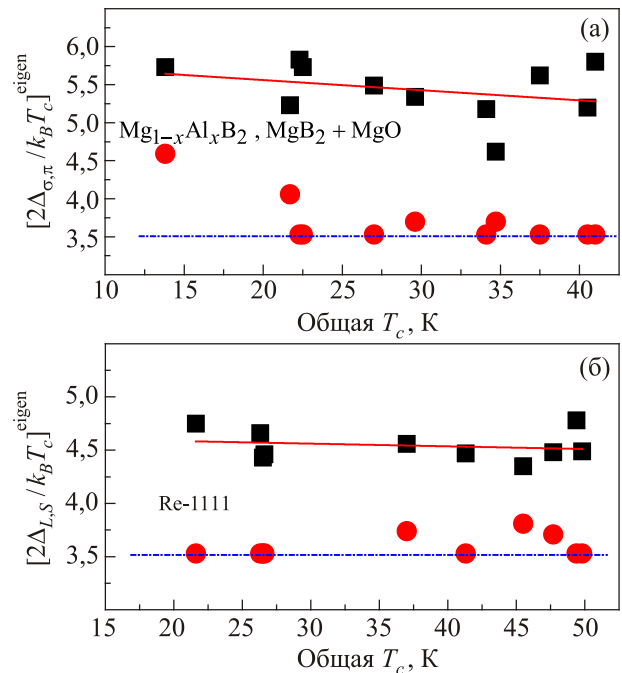 (а)
6,0
5,5
5,0
4,5
4,0
3,5
[2Δσ,π / kBTc]eigen
Mg1–xAlxB2 , MgB2 + MgO
10 15 20 25 30 35 40
Общая Tc, К
(б)
5,0
4,5
4,0
3,5
[2ΔL,S / kBTc]eigen
Re-1111
15 20 25 30 35 40 45 50
Общая Tc, К